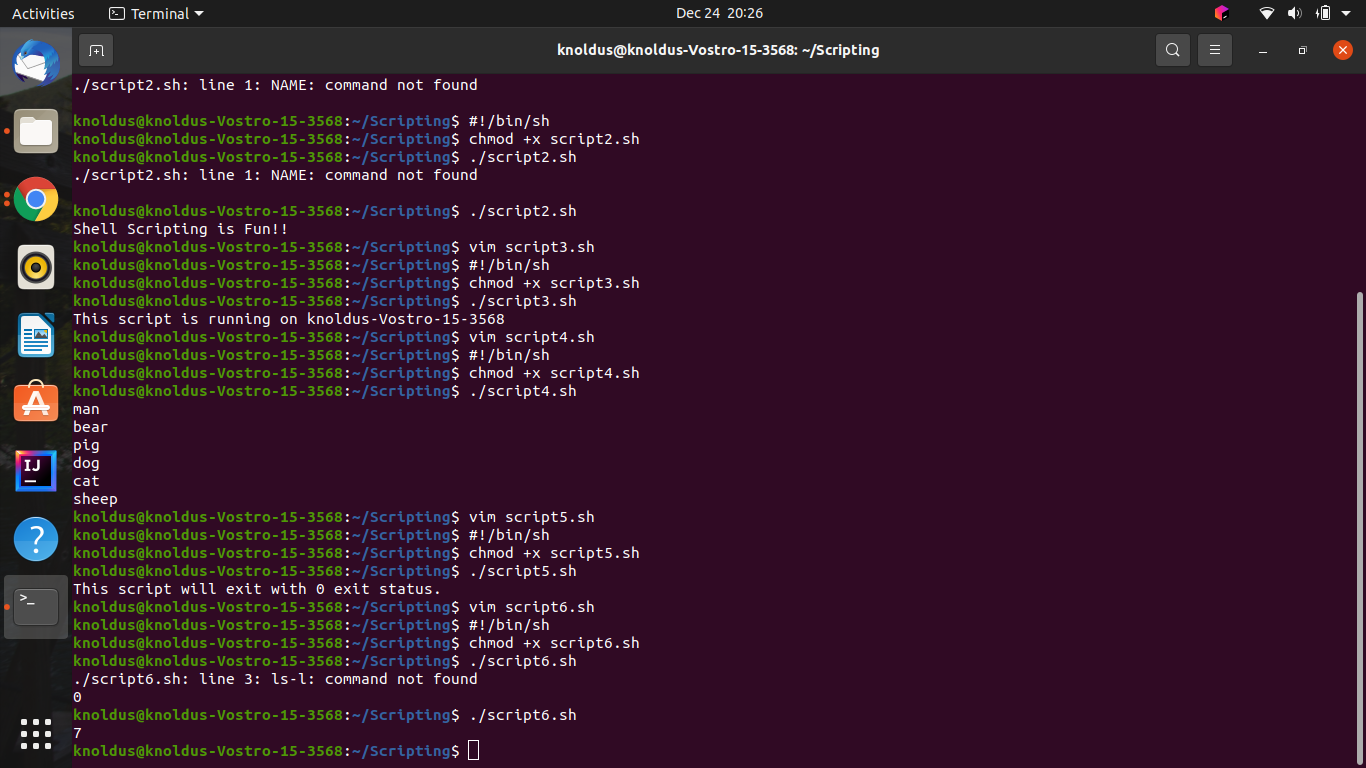 Activities
Terminal
Dec 24 20:26
knoldus@knoldus-Vostro-15-3568: ~/Scripting
./script2.sh: line 1: NAME: command not found
knoldus@knoldus-Vostro-15-3568:~/Scripting$ #!/bin/sh
knoldus@knoldus-Vostro-15-3568:~/Scripting$ chmod +x script2.sh
knoldus@knoldus-Vostro-15-3568:~/Scripting$ ./script2.sh
./script2.sh: line 1: NAME: command not found
knoldus@knoldus-Vostro-15-3568:~/Scripting$ ./script2.sh
Shell Scripting is Fun!!
knoldus@knoldus-Vostro-15-3568:~/Scripting$ vim script3.sh
knoldus@knoldus-Vostro-15-3568:~/Scripting$ #!/bin/sh
knoldus@knoldus-Vostro-15-3568:~/Scripting$ chmod +x script3.sh
knoldus@knoldus-Vostro-15-3568:~/Scripting$ ./script3.sh
This script is running on knoldus-Vostro-15-3568
knoldus@knoldus-Vostro-15-3568:~/Scripting$ vim script4.sh
knoldus@knoldus-Vostro-15-3568:~/Scripting$ #!/bin/sh
knoldus@knoldus-Vostro-15-3568:~/Scripting$ chmod +x script4.sh
knoldus@knoldus-Vostro-15-3568:~/Scripting$ ./script4.sh
man
bear
pig
dog
cat
sheep
knoldus@knoldus-Vostro-15-3568:~/Scripting$ vim script5.sh
knoldus@knoldus-Vostro-15-3568:~/Scripting$ #!/bin/sh
knoldus@knoldus-Vostro-15-3568:~/Scripting$ chmod +x script5.sh
knoldus@knoldus-Vostro-15-3568:~/Scripting$ ./script5.sh
This script will exit with 0 exit status.
knoldus@knoldus-Vostro-15-3568:~/Scripting$ vim script6.sh
knoldus@knoldus-Vostro-15-3568:~/Scripting$ #!/bin/sh
knoldus@knoldus-Vostro-15-3568:~/Scripting$ chmod +x script6.sh
knoldus@knoldus-Vostro-15-3568:~/Scripting$ ./script6.sh
./script6.sh: line 3: ls-l: command not found
0
knoldus@knoldus-Vostro-15-3568:~/Scripting$ ./script6.sh
7
knoldus@knoldus-Vostro-15-3568:~/Scripting$
IJ
?
>_